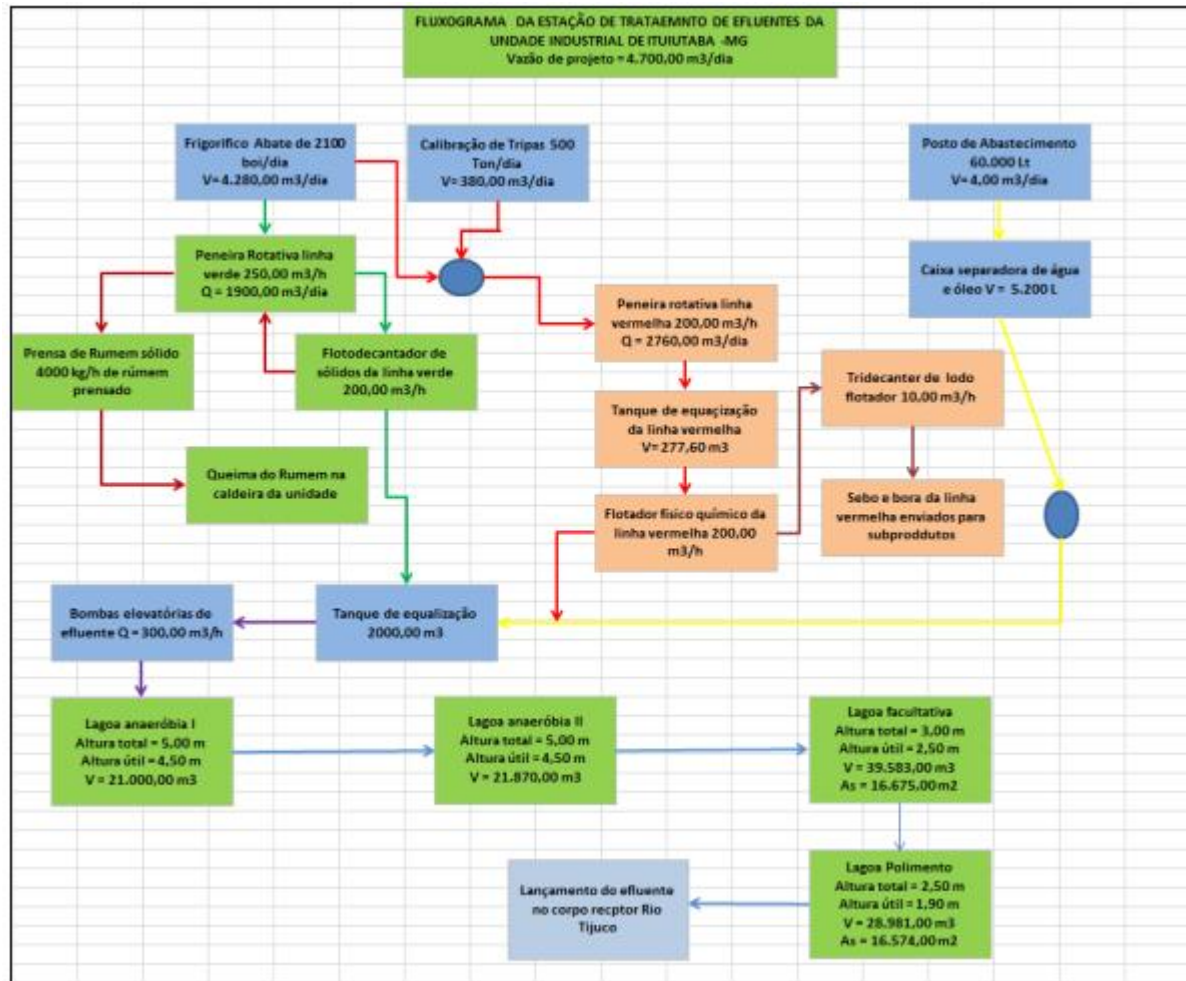 FLUXOGRAMA DA ESTAÇÃO DE TRATAEMNTO DE EFLUENTES DA
UNDADE INDUSTRIAL DE ITUIUTABA -MG
Vazão de projeto = 4.700,00 m3/dia
Frigorifico Abate de 2100
boi/dia
V= 4.280,00 m3/dia
Calibração de Tripas 500
Ton/dia
V= 380,00 m3/dia
Posto de Abastecimento
60.000 Lt
V= 4,00 m3/dia
Peneira Rotativa linha
verde 250,00 m3/h
Q = 1900,00 m3/dia
Caixa separadora de água
e óleo V = 5.200 L
Peneira rotativa linha
vermelha 200,00 m3/h
Q = 2760,00 m3/dia
Prensa de Rumem sólido
4000 kg/h de rúmem
prensado
Flotodecantador de
sólidos da linha verde
200,00 m3/h
Tridecanter de lodo
flotador 10,00 m3/h
Tanque de equaçização
da linha vermelha
V= 277,60 m3
Queima do Rumem na
caldeira da unidade
Flotador físico químico da
linha vermelha 200,00
m3/h
Sebo e bora da linha
vermelha enviados para
subproddutos
Bombas elevatórias de
efluente Q = 300,00 m3/h
Tanque de equalização
2000,00 m3
Lagoa anaeróbia I
Altura total = 5,00 m
Altura útil = 4,50 m
V = 21.000,00 m3
Lagoa anaeróbia II
Altura total = 5,00 m
Altura útil = 4,50 m
V = 21.870,00 m3
Lagoa facultativa
Altura total = 3,00 m
Altura útil = 2,50 m
V = 39.583,00 m3
As = 16.675,00 m2
Lagoa Polimento
Altura total = 2,50 m
Altura útil = 1,90 m
V = 28.981,00 m3
As = 16.574,00 m2
Lançamento do efluente
no corpo recptor Rio
Tijuco